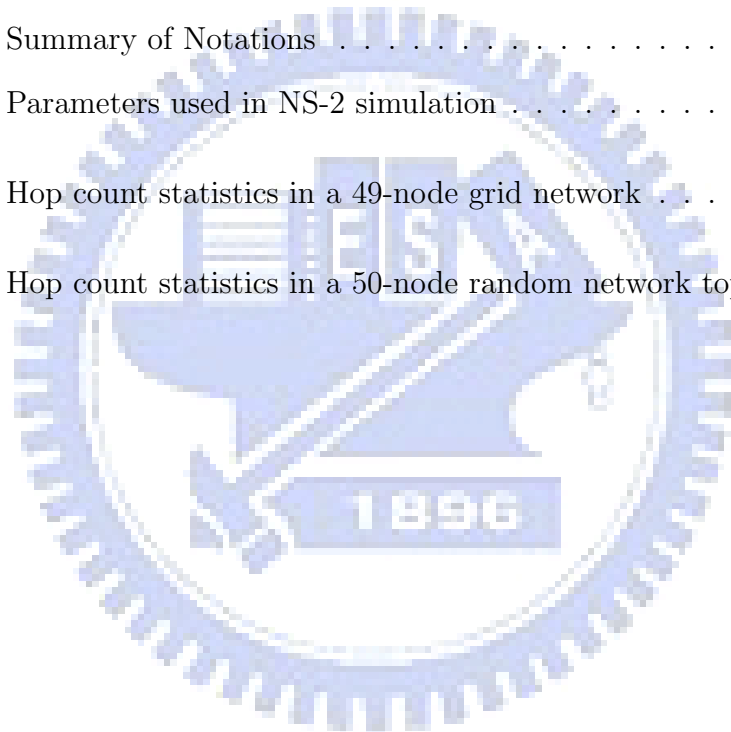 Summary of Notations . . . . . . . . . . . . . . . .
Parameters used in NS-2 simulation . . . . . . . . .
Hop count statistics in a 49-node grid network . . .
E S A
Hop count statistics in a 50-node random network to
1896